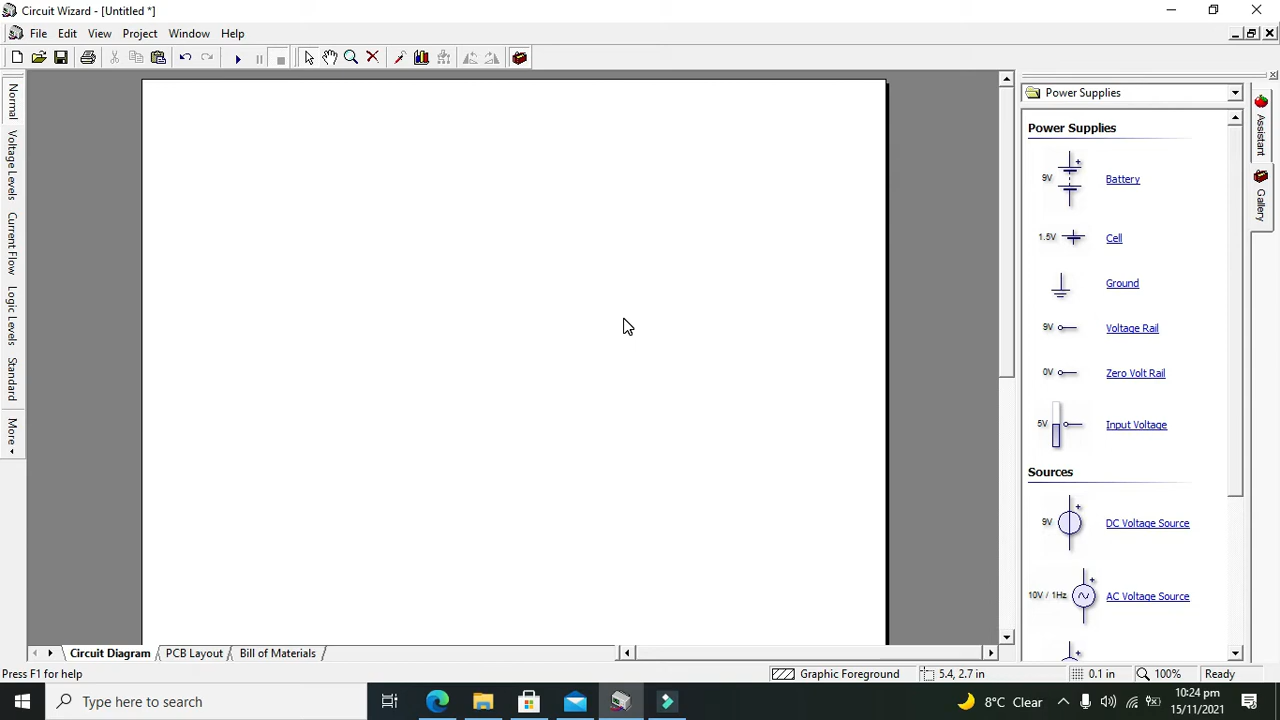 Circuit Wizard - [Untitled *]
File Edit View Project Window Help
Normal
Voltage Levels
Current Flow
Logic Levels
Standard
More
Power Supplies
Power Supplies
9V + Battery
1.5V Cell
Ground
9V Voltage Rail
0V Zero Volt Rail
5V Input Voltage
Sources
9V + DC Voltage Source
10V / 1Hz + AC Voltage Source
Assistant
Gallery
Circuit Diagram PCB Layout Bill of Materials
Press F1 for help Graphic Foreground 5.4, 2.7 in 0.1 in 100% Ready
Type here to search 8°C Clear 10:24 pm
15/11/2021